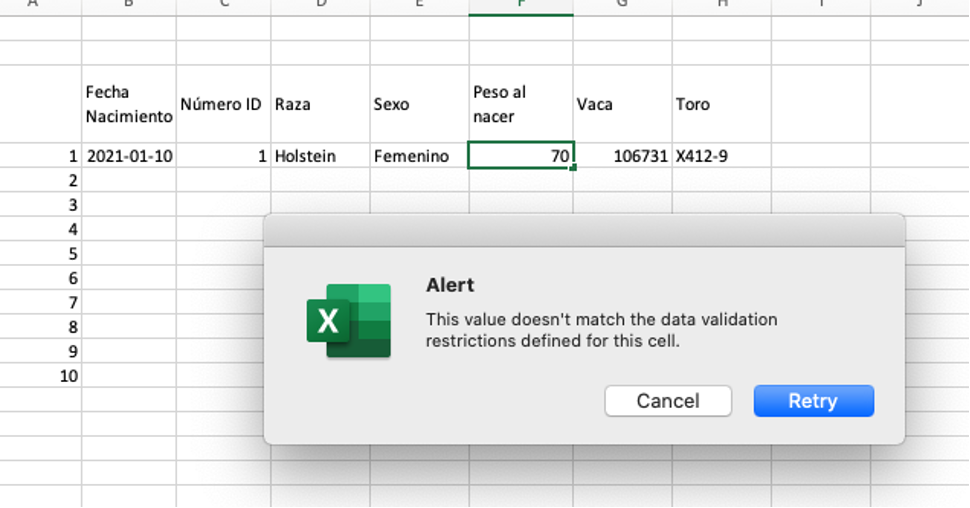 A B C D E F G H I J
Fecha
Nacimiento Número ID Raza Sexo Peso al
nacer Vaca Toro
1 2021-01-10 1 Holstein Femenino 70 106731 X412-9
2
3
4
5
6
7
8
9
10
X
Alert
This value doesn't match the data validation
restrictions defined for this cell.
Cancel Retry